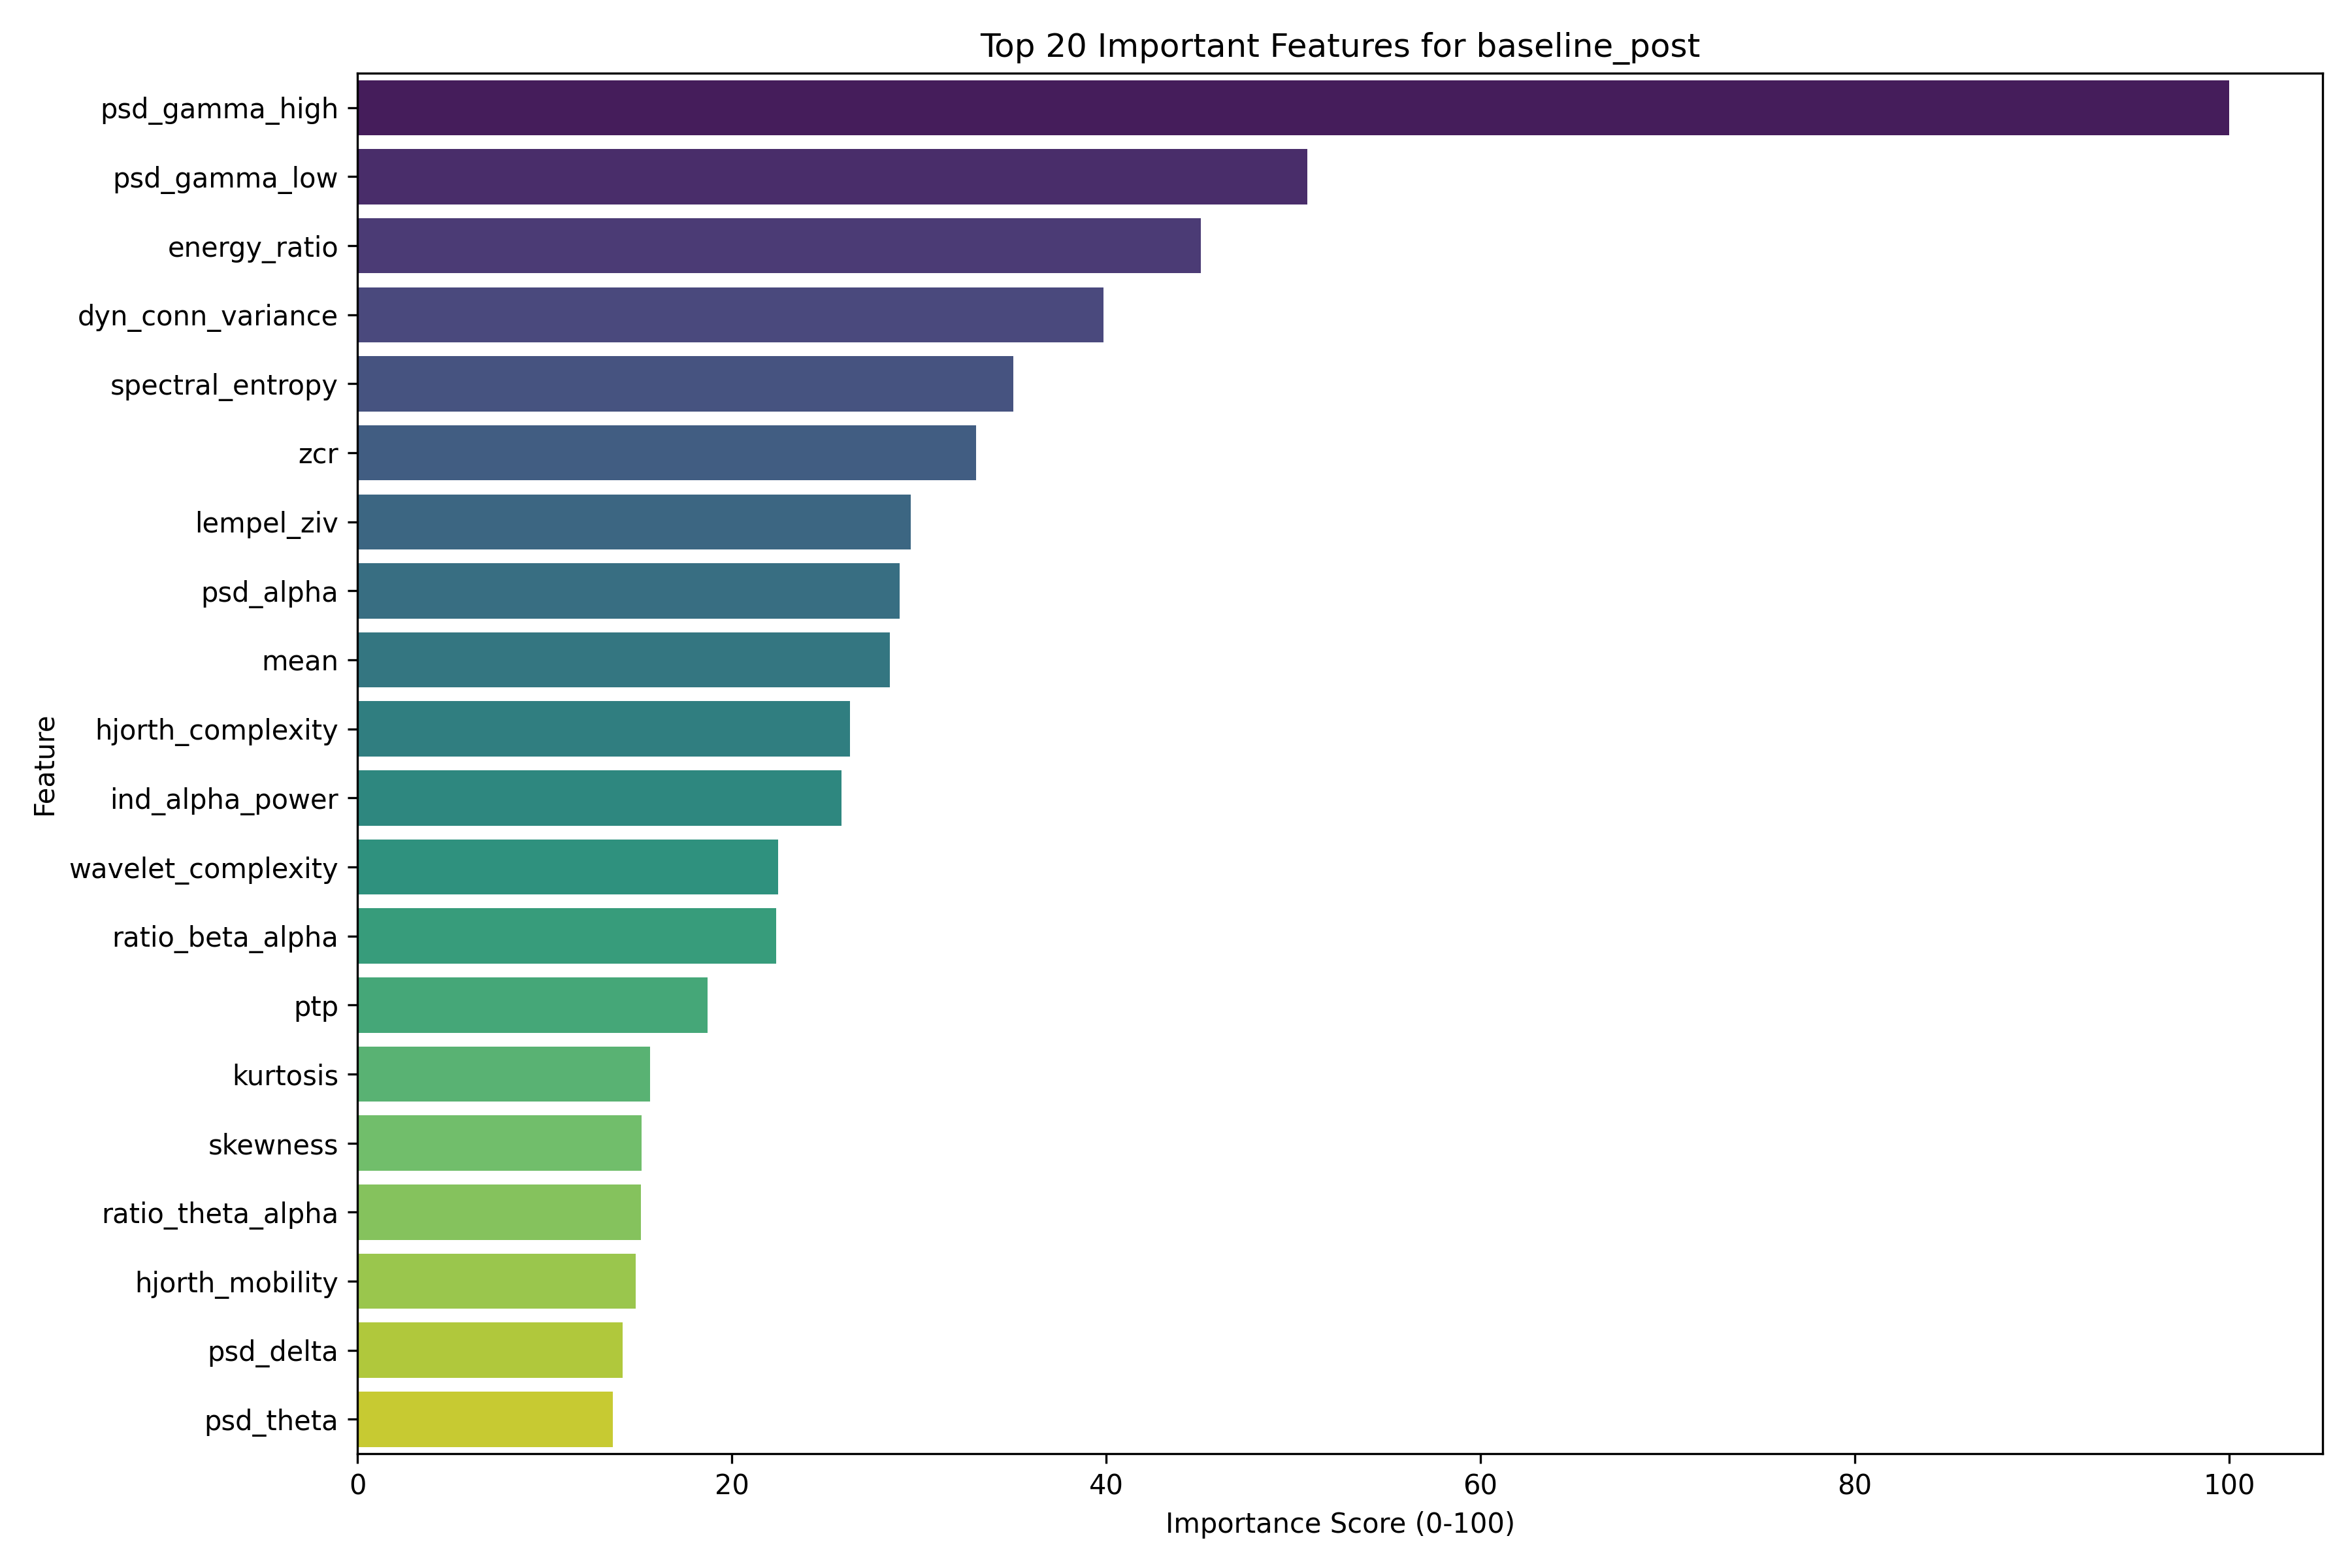 Top 20 Important Features for baseline_post
psd_gamma_high
psd_gamma_low
energy_ratio
dyn_conn_variance
spectral_entropy
zcr
lempel_ziv
psd_alpha
mean
hjorth_complexity
ind_alpha_power
wavelet_complexity
ratio_beta_alpha
ptp
kurtosis
skewness
ratio_theta_alpha
hjorth_mobility
psd_delta
psd_theta
Feature
0 20 40 60 80 100
Importance Score (0-100)